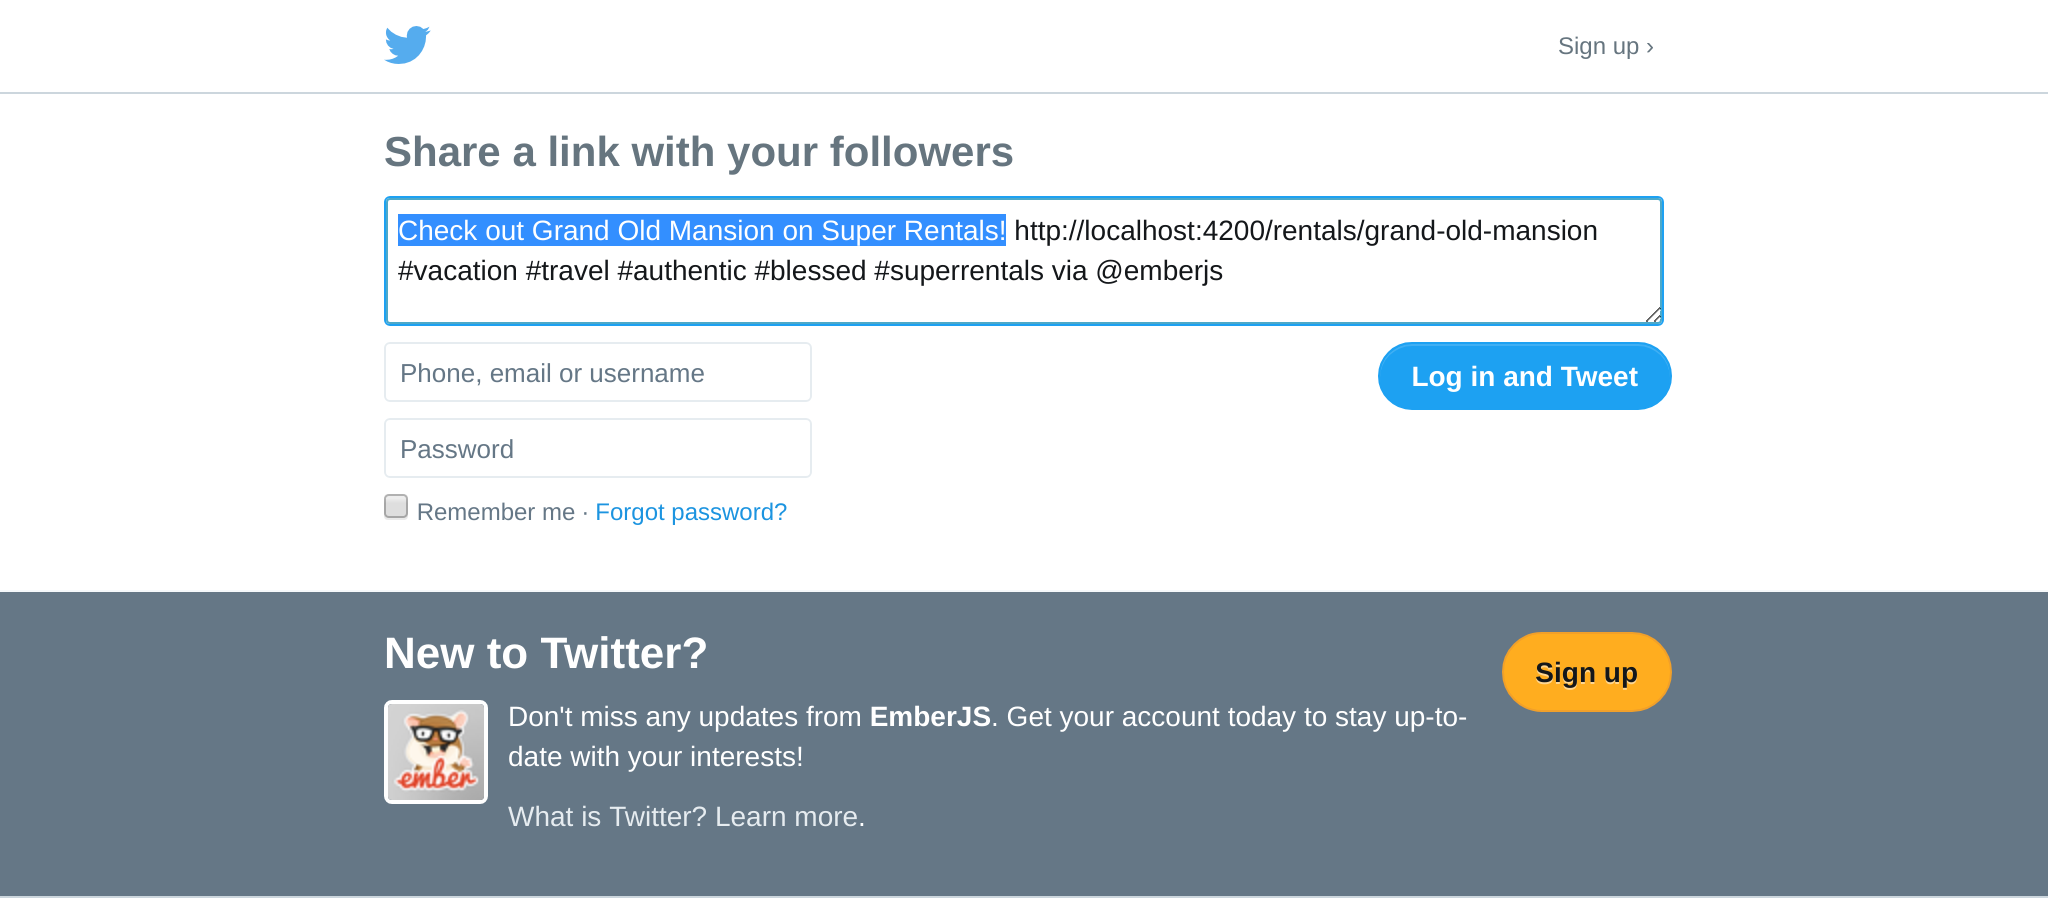 Sign up ›
Share a link with your followers
Check out Grand Old Mansion on Super Rentals! http://localhost:4200/rentals/grand-old-mansion
#vacation #travel #authentic #blessed #superrentals via @emberjs
Phone, email or username
Log in and Tweet
Password
Remember me · Forgot password?
New to Twitter?
Sign up
Don't miss any updates from EmberJS. Get your account today to stay up-to-
date with your interests!
ember
What is Twitter? Learn more.